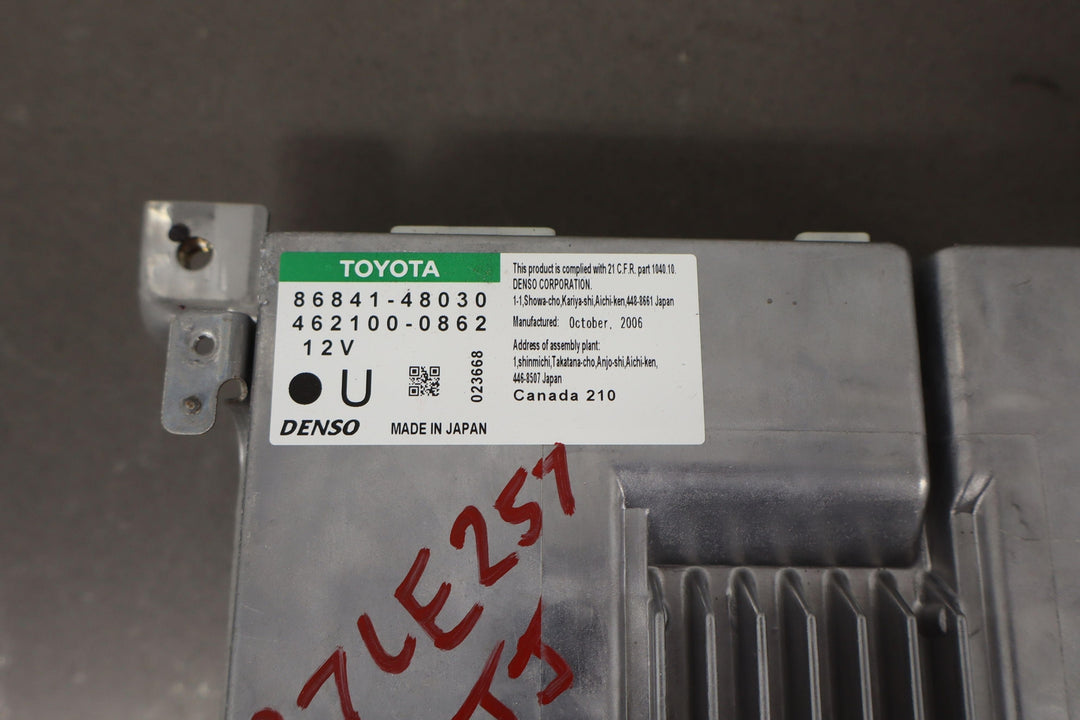 TOYOTA
86841-48030
462100-0862
12V
U
023668
DENSO
MADE IN JAPAN
This product is complied with 21 C.F.R. part 1040.10.
DENSO CORPORATION.
1-1,Showa-cho,Kariya-shi,Aichi-ken,448-8661 Japan
Manufactured: October, 2006
Address of assembly plant:
1,shinmichi,Takatana-cho,Anjo-shi,Aichi-ken,
446-8507 Japan
Canada 210
7LE257